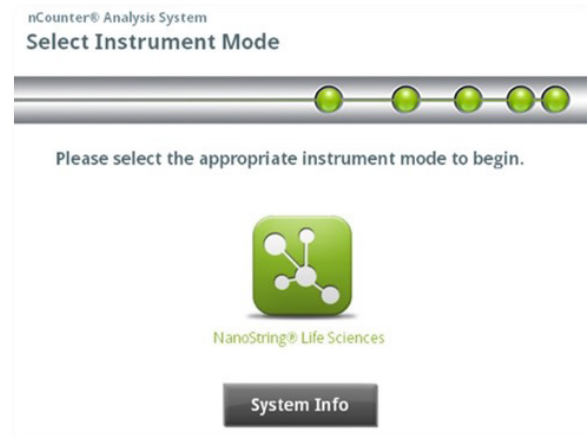 nCounter® Analysis System
Select Instrument Mode
Please select the appropriate instrument mode to begin.
NanoString® Life Sciences
System Info